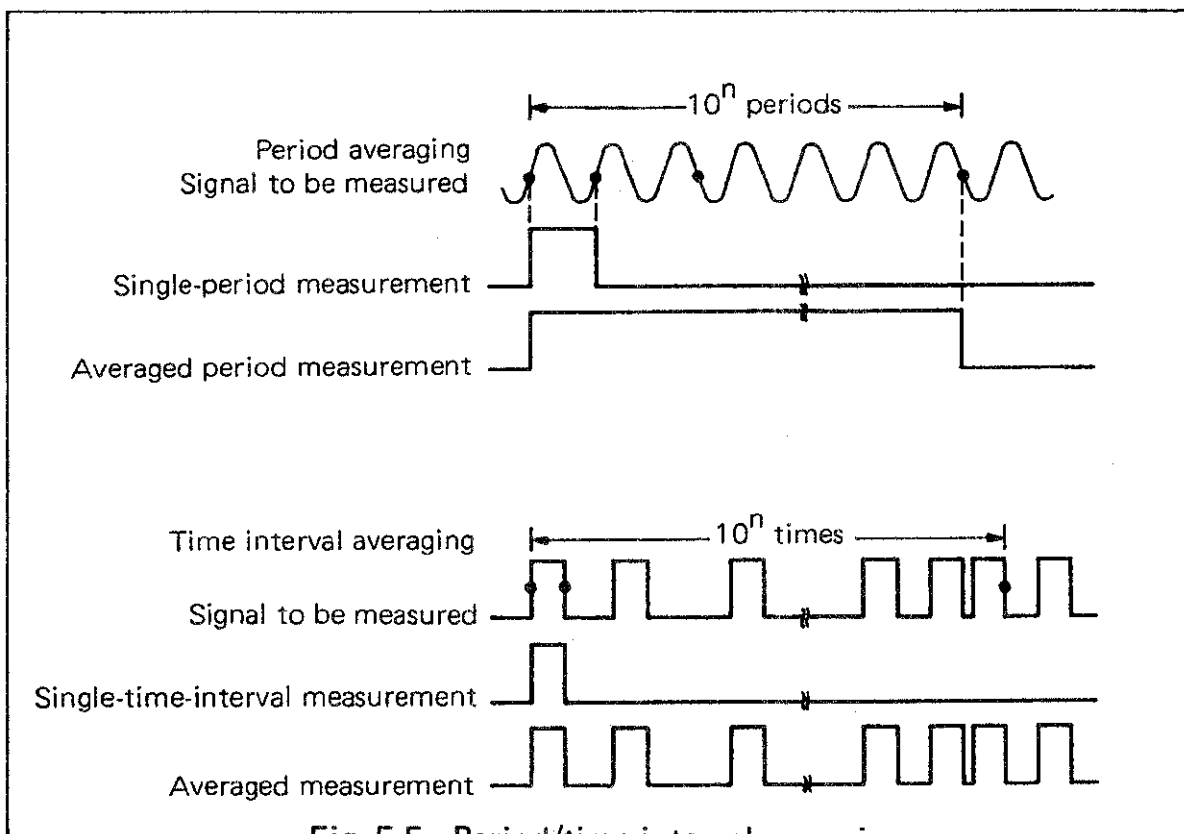 10ⁿ periods
Period averaging
Signal to be measured
Single-period measurement
Averaged period measurement
Time interval averaging
10ⁿ times
Signal to be measured
Single-time-interval measurement
Averaged measurement